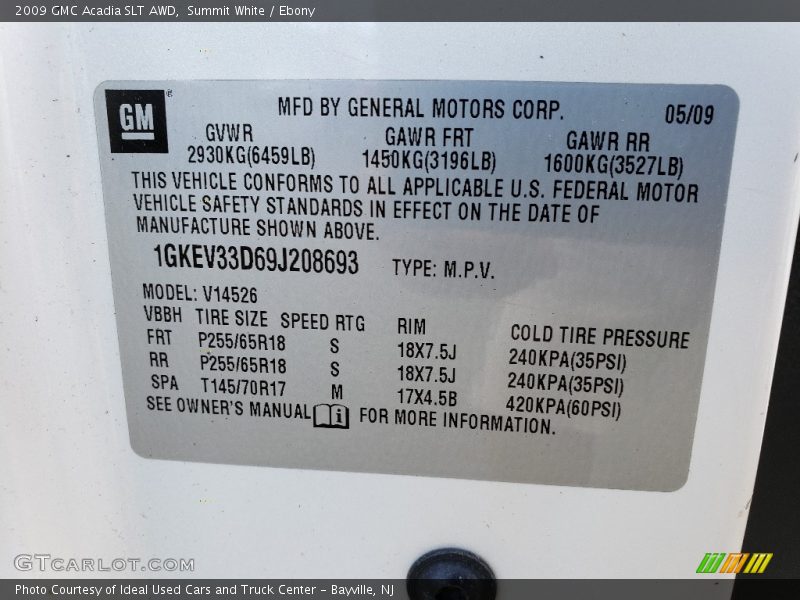 2009 GMC Acadia SLT AWD, Summit White / Ebony
GM®
MFD BY GENERAL MOTORS CORP. 05/09
GVWR GAWR FRT GAWR RR
2930KG(6459LB) 1450KG(3196LB) 1600KG(3527LB)
THIS VEHICLE CONFORMS TO ALL APPLICABLE U.S. FEDERAL MOTOR
VEHICLE SAFETY STANDARDS IN EFFECT ON THE DATE OF
MANUFACTURE SHOWN ABOVE.
1GKEV33D69J208693 TYPE: M.P.V.
MODEL: V14526
VBBH TIRE SIZE SPEED RTG RIM COLD TIRE PRESSURE
FRT P255/65R18 S 18X7.5J 240KPA(35PSI)
RR P255/65R18 S 18X7.5J 240KPA(35PSI)
SPA T145/70R17 M 17X4.5B 420KPA(60PSI)
SEE OWNER'S MANUAL i FOR MORE INFORMATION.
GTCARLOT.COM
Photo Courtesy of Ideal Used Cars and Truck Center - Bayville, NJ